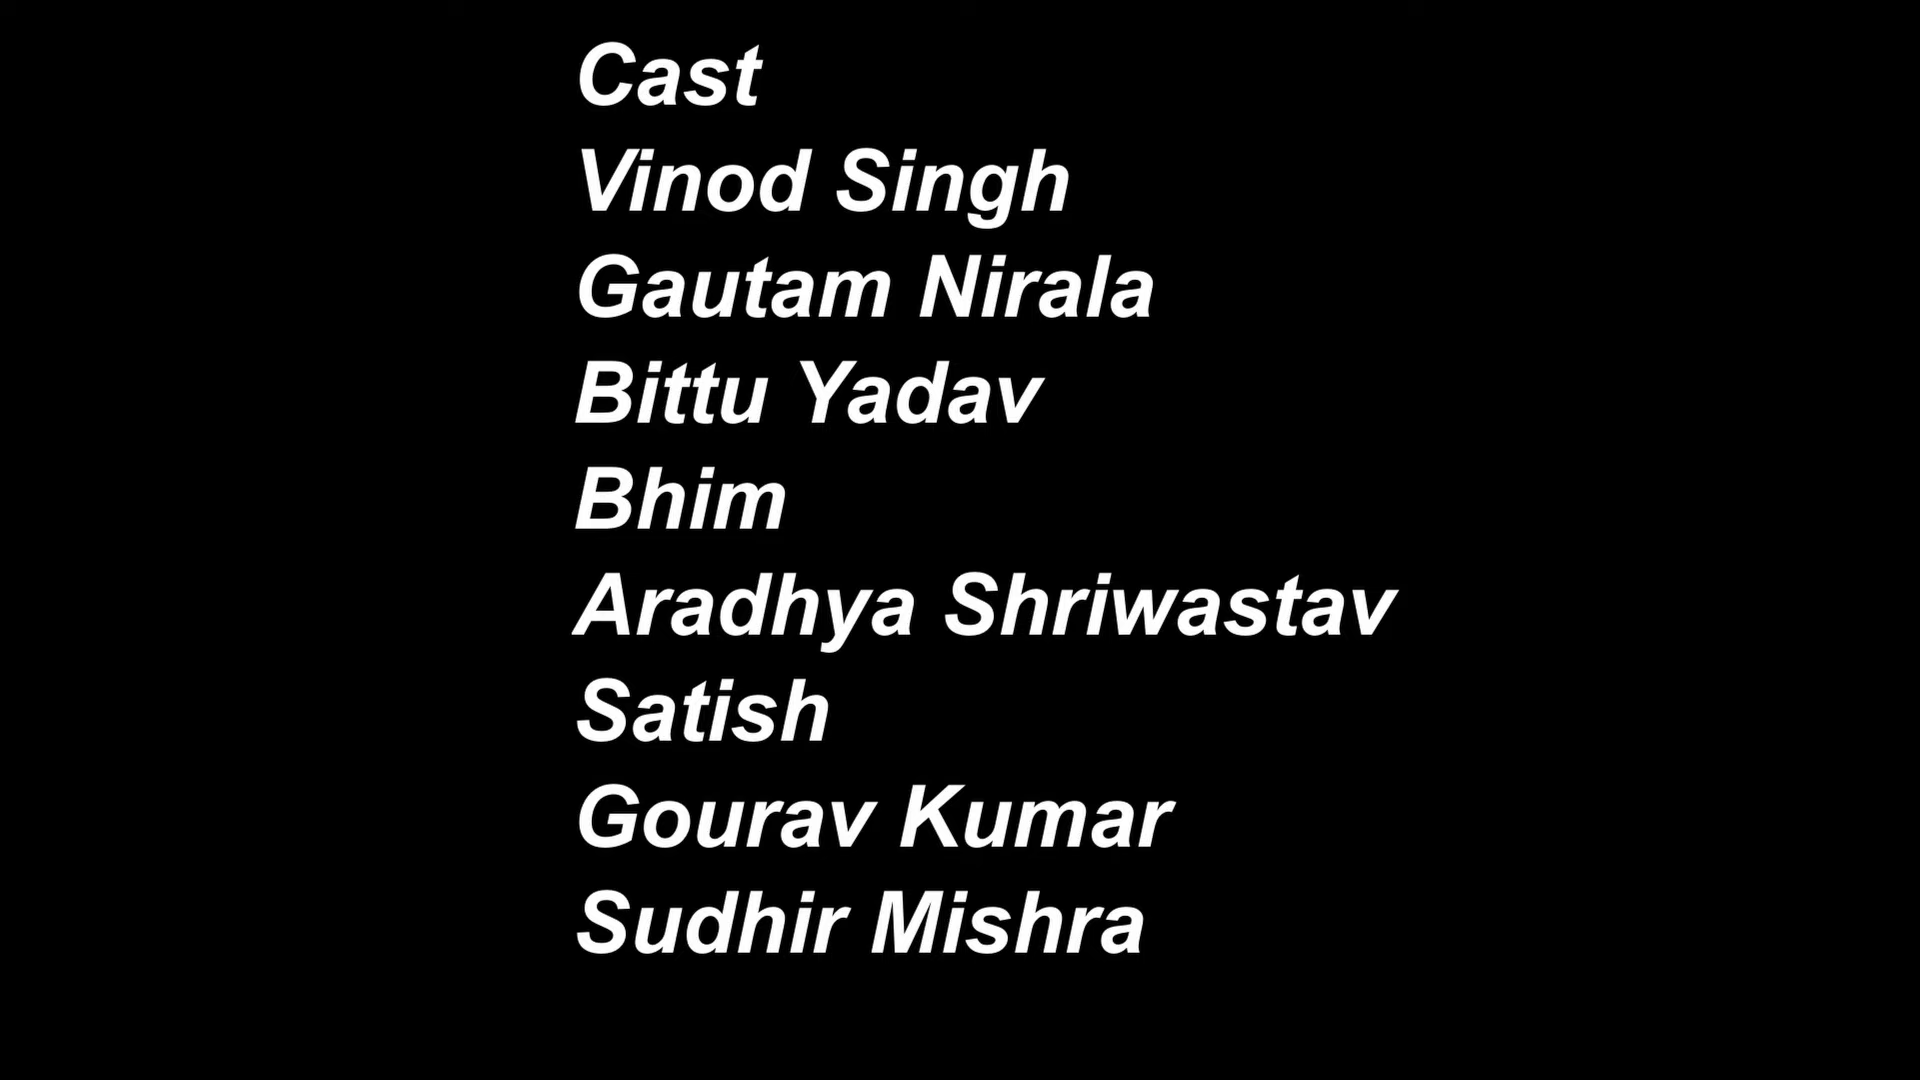 Cast
Vinod Singh
Gautam Nirala
Bittu Yadav
Bhim
Aradhya Shriwastav
Satish
Gourav Kumar
Sudhir Mishra